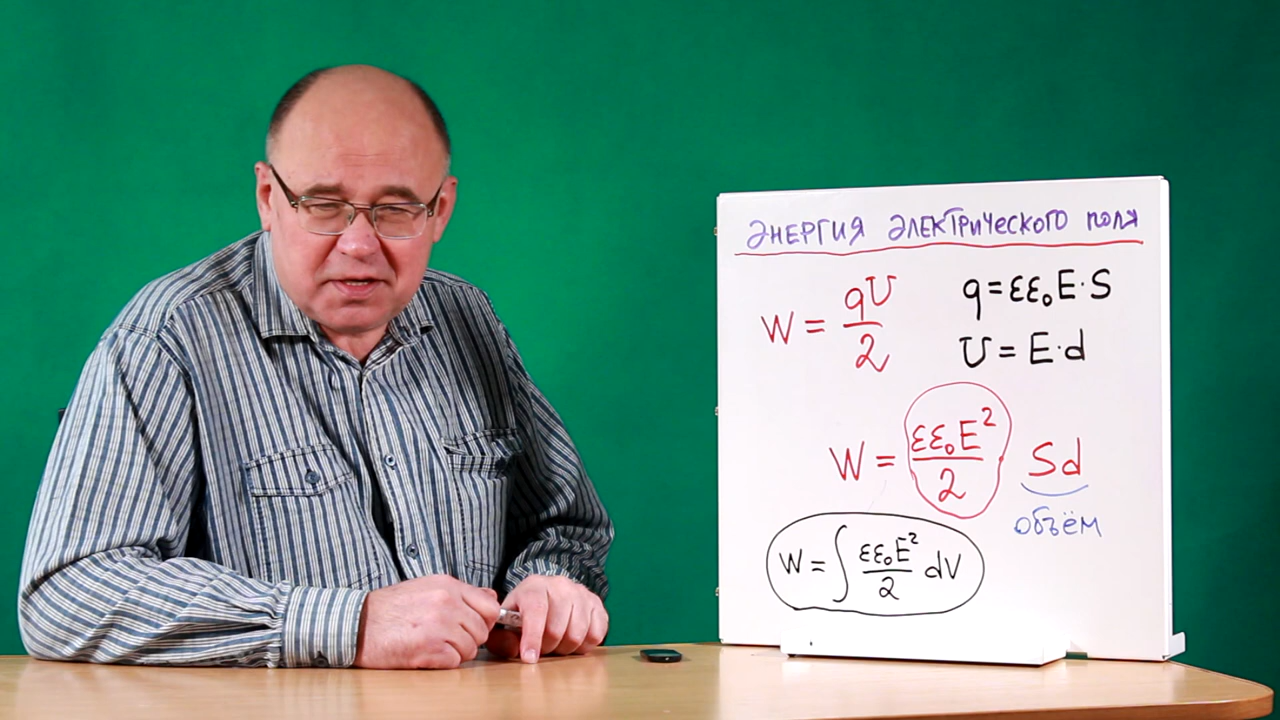 ЭНЕРГИЯ ЭЛЕКТРИЧЕСКОГО ПОЛЯ
W = qU/2
q = εε₀E·S
U = E·d
W = εε₀E²/2 Sd
объём
W = ∫ εε₀E²/2 dV